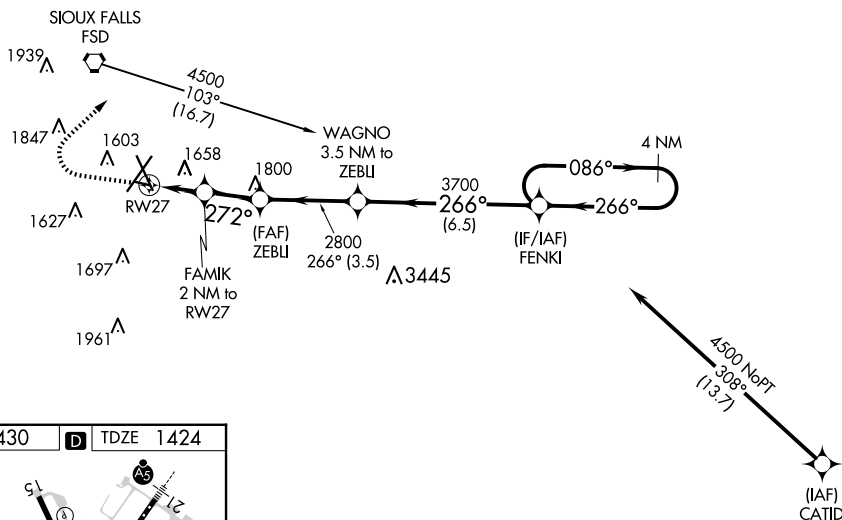 SIOUX FALLS
FSD
1939
4500
103°
(16.7)
1847
1603
1658
1800
WAGNO
3.5 NM to
ZEBLI
4 NM
086°
3700
266°
(6.5)
266°
RW27
272°
1627
(FAF)
ZEBLI
2800
266° (3.5)
(IF/IAF)
FENKI
1697
FAMIK
2 NM to
RW27
3445
1961
4500 NoPT
308°
(13.7)
430
D
TDZE 1424
A5
15
21
(IAF)
CATID